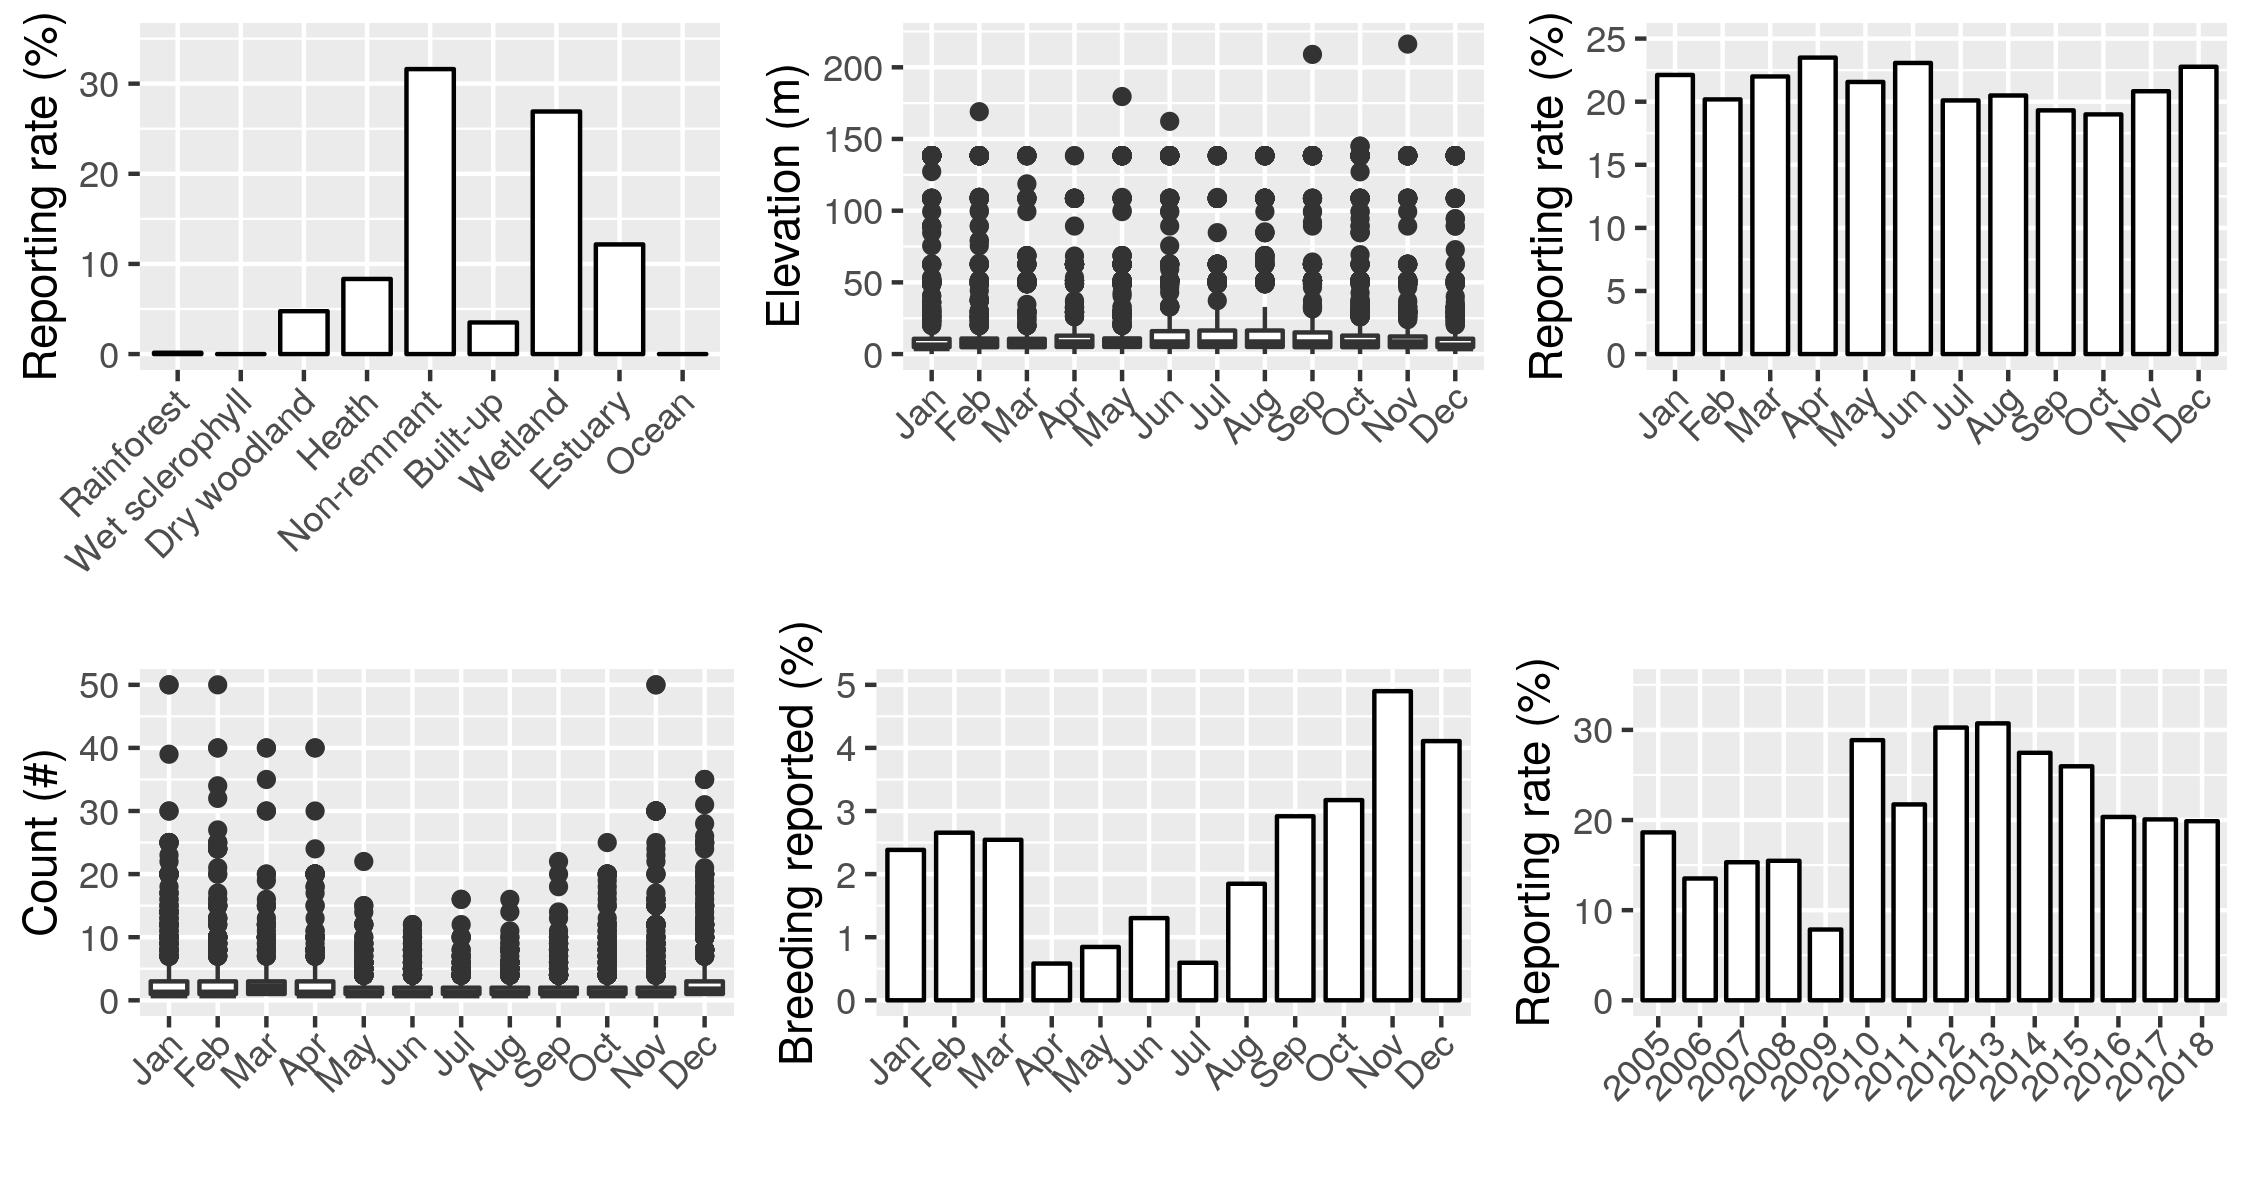 Reporting rate (%)
30
20
10
0
Rainforest
Wet sclerophyll
Dry woodland
Heath
Non-remnant
Built-up
Wetland
Estuary
Ocean
Elevation (m)
200
150
100
50
0
Jan
Feb
Mar
Apr
May
Jun
Jul
Aug
Sep
Oct
Nov
Dec
Reporting rate (%)
25
20
15
10
5
0
Jan
Feb
Mar
Apr
May
Jun
Jul
Aug
Sep
Oct
Nov
Dec
Count (#)
50
40
30
20
10
0
Jan
Feb
Mar
Apr
May
Jun
Jul
Aug
Sep
Oct
Nov
Dec
Breeding reported (%)
5
4
3
2
1
0
Jan
Feb
Mar
Apr
May
Jun
Jul
Aug
Sep
Oct
Nov
Dec
Reporting rate (%)
30
20
10
0
2005
2006
2007
2008
2009
2010
2011
2012
2013
2014
2015
2016
2017
2018